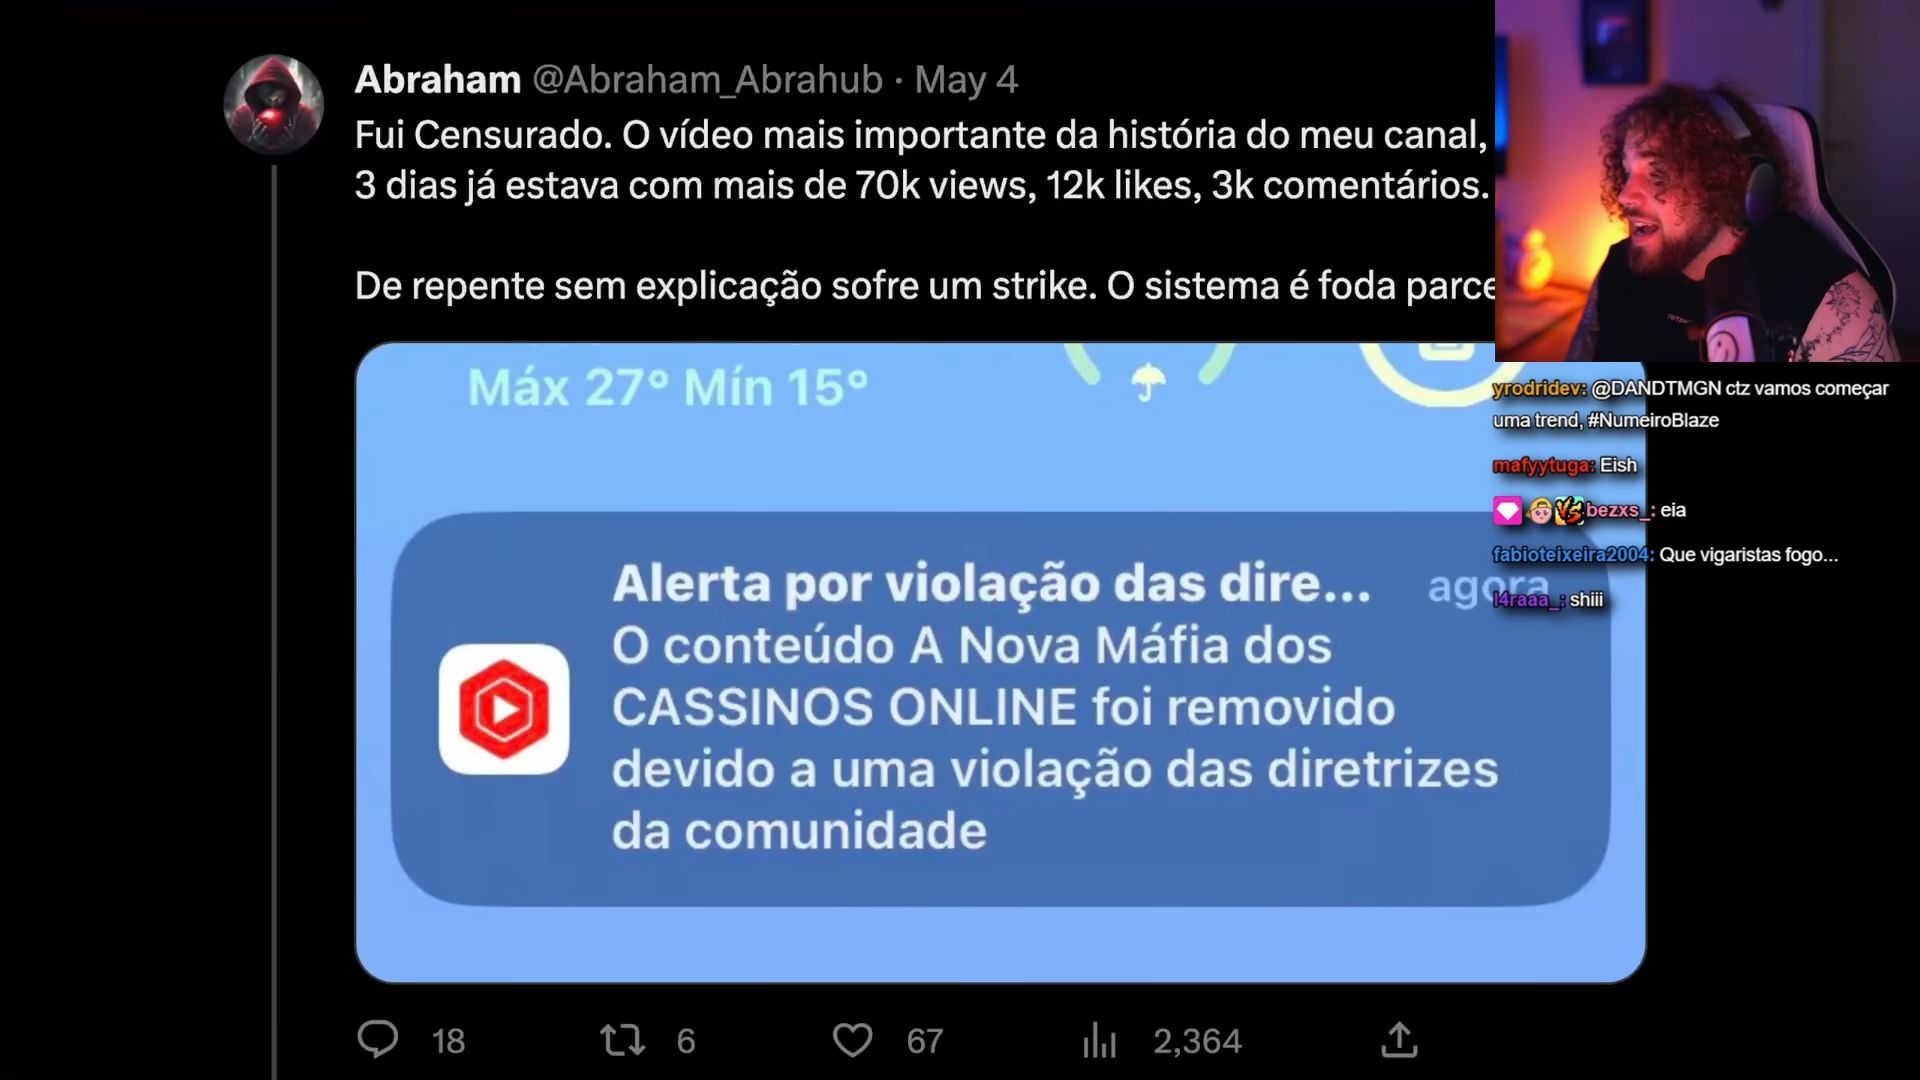 Abraham @Abraham_Abrahub · May 4
Fui Censurado. O vídeo mais importante da história do meu canal,
3 dias já estava com mais de 70k views, 12k likes, 3k comentários.
De repente sem explicação sofre um strike. O sistema é foda parce
Máx 27° Mín 15°
Alerta por violação das dire... agora
O conteúdo A Nova Máfia dos
CASSINOS ONLINE foi removido
devido a uma violação das diretrizes
da comunidade
18 6 67 2,364
yrodridev: @DANDTMGN ctz vamos começar
uma trend, #NumeiroBlaze
mafyytuga: Eish
bezxs_: eia
fabioteixeira2004: Que vigaristas fogo...
l4raaa_: shiii